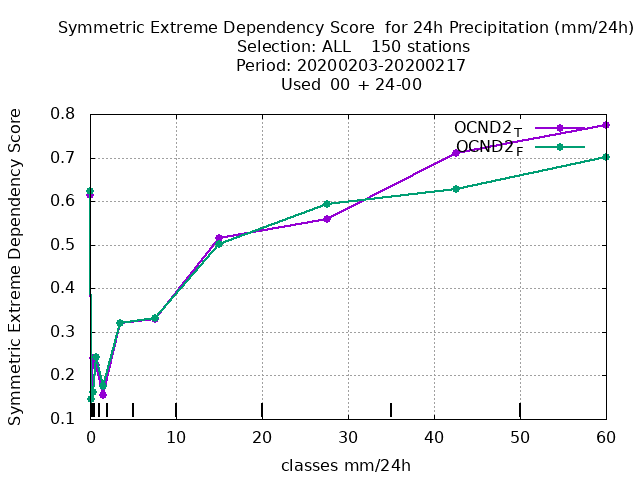 Symmetric Extreme Dependency Score for 24h Precipitation (mm/24h)
Selection: ALL 150 stations
Period: 20200203-20200217
Used 00 + 24-00
Symmetric Extreme Dependency Score
0.8
0.7
0.6
0.5
0.4
0.3
0.2
0.1
OCND2T
OCND2F
0 10 20 30 40 50 60
classes mm/24h